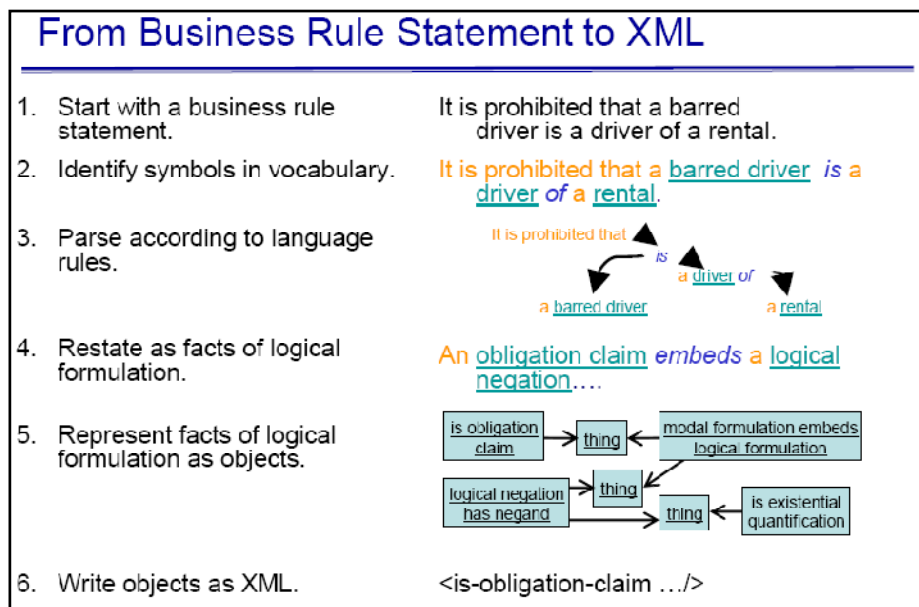 From Business Rule Statement to XML
1. Start with a business rule
statement.
It is prohibited that a barred
driver is a driver of a rental.
2. Identify symbols in vocabulary.
It is prohibited that a barred driver is a
driver of a rental.
3. Parse according to language
rules.
It is prohibited that
is
a driver of
a barred driver
a rental
4. Restate as facts of logical
formulation.
An obligation claim embeds a logical
negation….
5. Represent facts of logical
formulation as objects.
is obligation
claim
thing
modal formulation embeds
logical formulation
logical negation
has negand
thing
thing
is existential
quantification
6. Write objects as XML.
<is-obligation-claim …/>